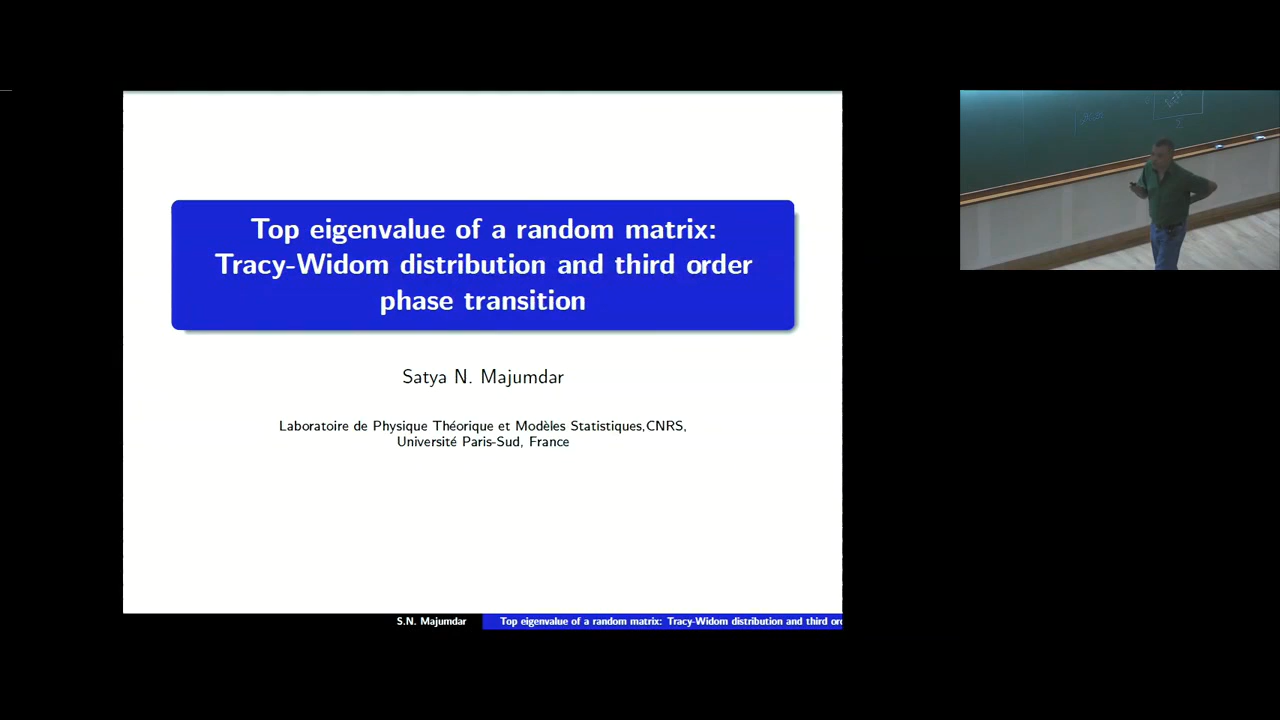 Top eigenvalue of a random matrix:
Tracy-Widom distribution and third order
phase transition
Satya N. Majumdar
Laboratoire de Physique Théorique et Modèles Statistiques,CNRS,
Université Paris-Sud, France
S.N. Majumdar
Top eigenvalue of a random matrix: Tracy-Widom distribution and third